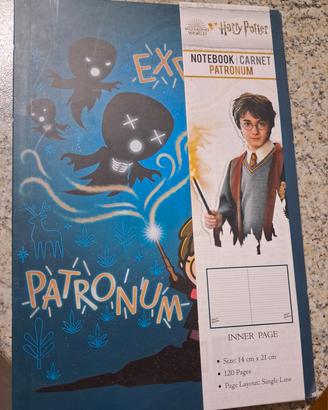 Harry Potter
NOTEBOOK | CARNET
PATRONUM
EXP
PATRONUM
INNER PAGE
• Size: 14 cm x 21 cm
• 120 Pages
• Page Layout: Single Line